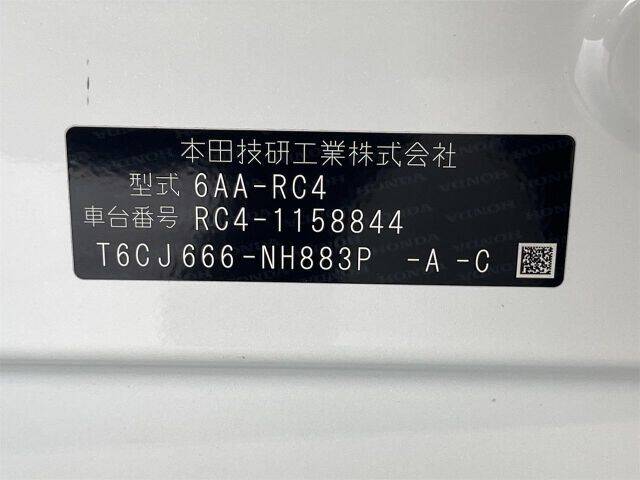 本田技研工業株式会社
型式 6AA-RC4
車台番号 RC4-1158844
T6CJ666-NH883P -A-C